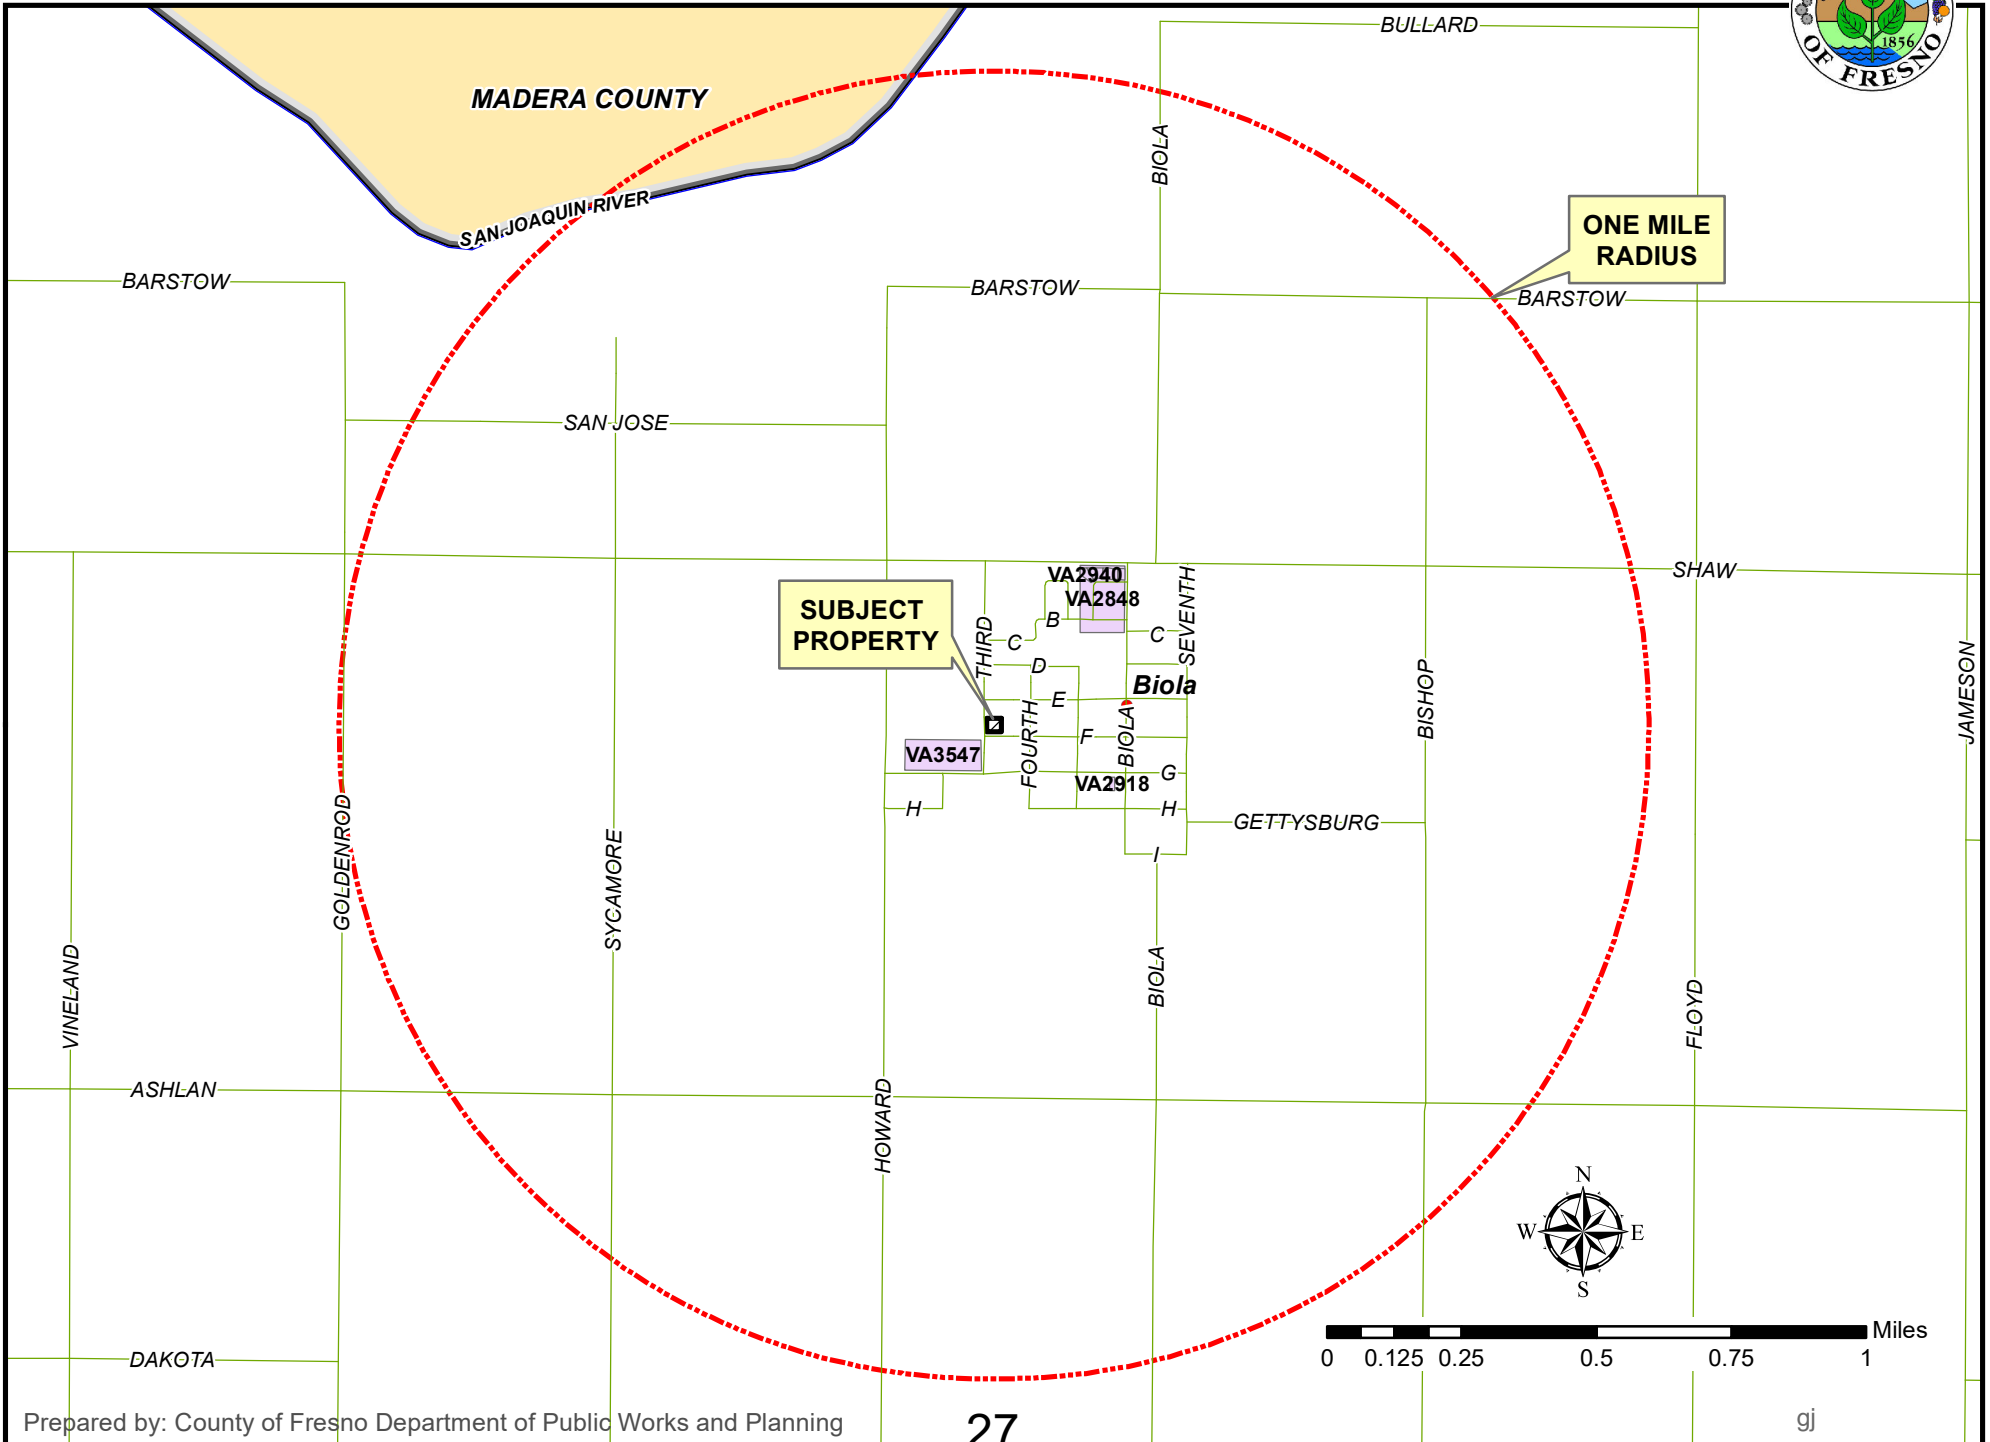 BULLARD
1856
OF FRESNO
MADERA COUNTY
BIOLA
SAN JOAQUIN RIVER
ONE MILE
RADIUS
BARSTOW
BARSTOW
BARSTOW
SAN JOSE
SHAW
VA2940
VA2848
SUBJECT
PROPERTY
THIRD
B
C
C
SEVENTH
D
E
Biola
FOURTH
F
BIOLA
BISHOP
JAMESON
VA3547
G
VA2918
H
H
GETTYSBURG
I
GOLDENROD
SYCAMORE
VINELAND
BIOLA
FLOYD
ASHLAN
HOWARD
N
W E
S
Miles
0 0.125 0.25 0.5 0.75 1
DAKOTA
Prepared by: County of Fresno Department of Public Works and Planning
27
gj